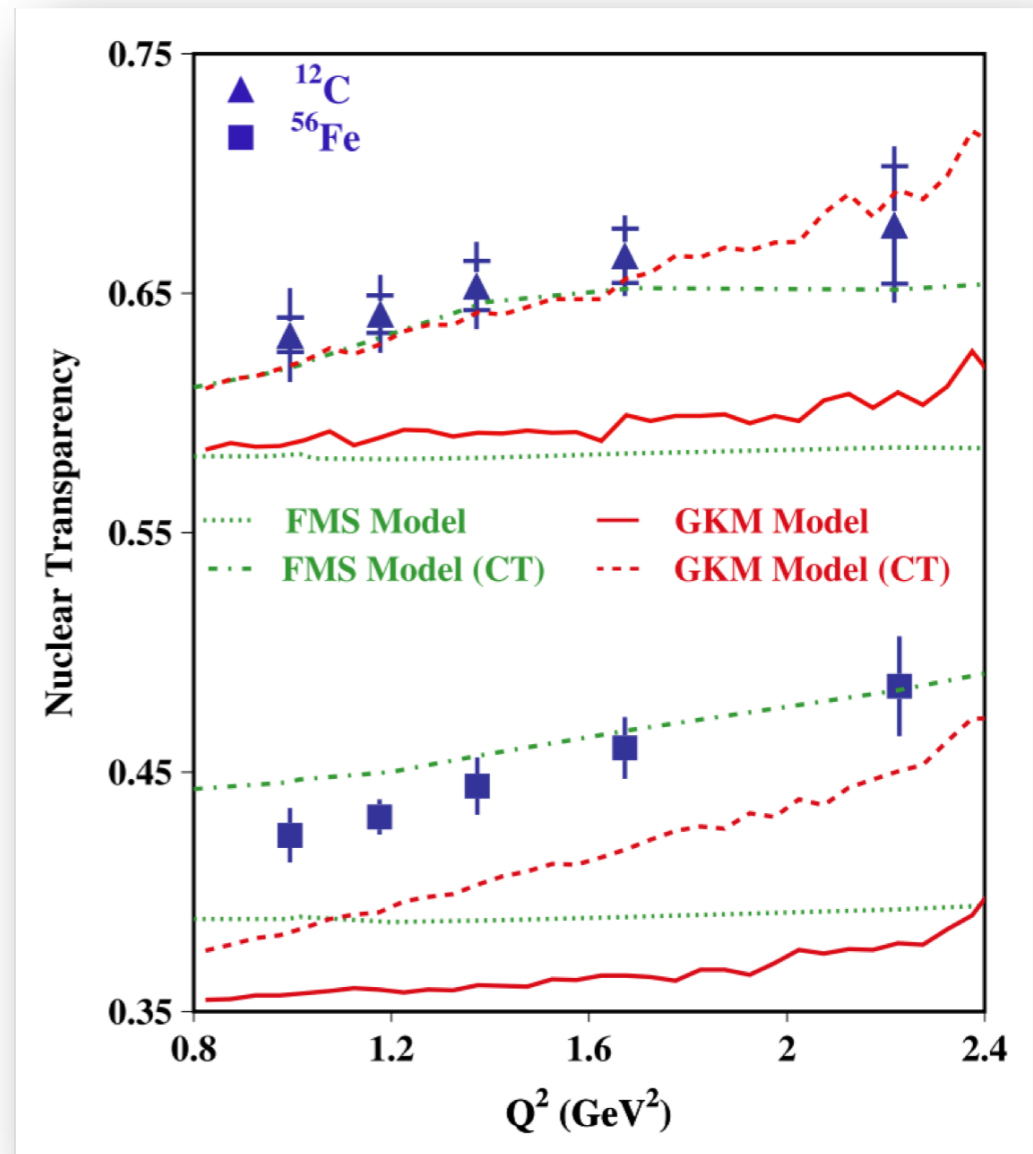 0.75
¹²C
⁵⁶Fe
0.65
Nuclear Transparency
0.55
FMS Model
GKM Model
FMS Model (CT)
GKM Model (CT)
0.45
0.35
0.8 1.2 1.6 2 2.4
Q² (GeV²)